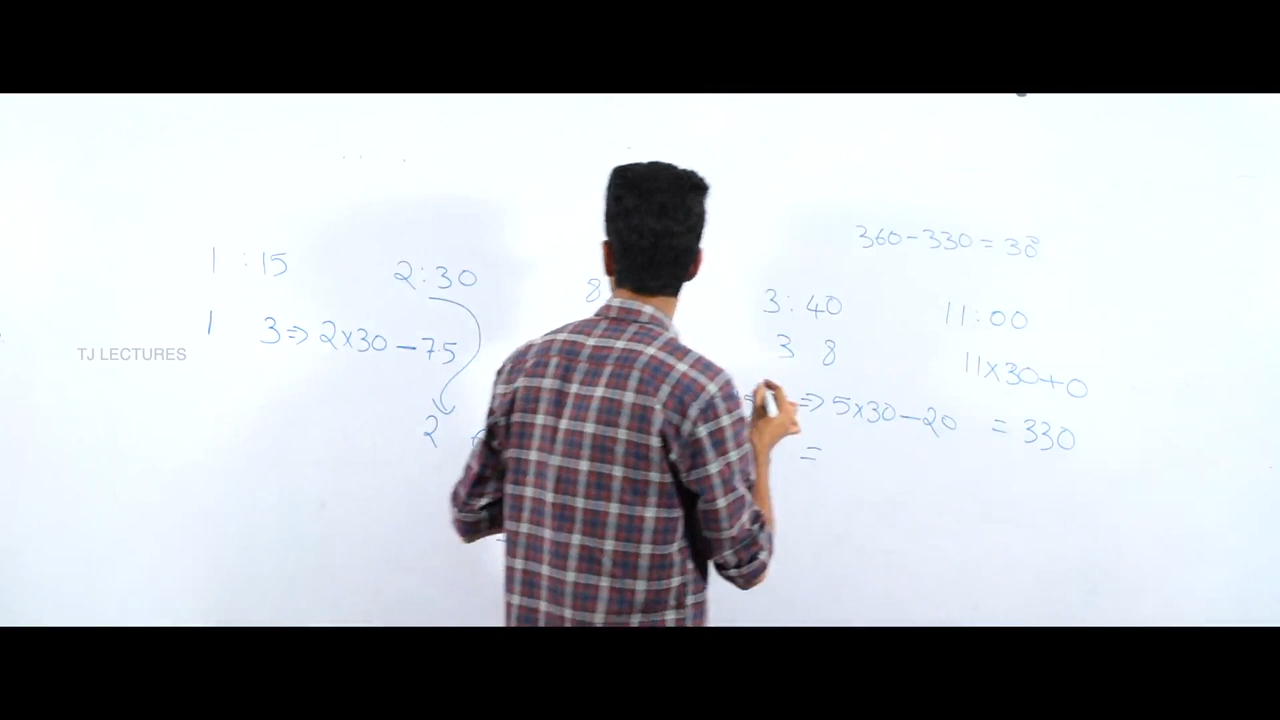 360-330=30°
1 : 15
2:30
8
3: 40
11:00
1 3⇒ 2x30 -7.5
3 8
11x30+0
TJ LECTURES
⇒ 5x30-20
= 330
2
=